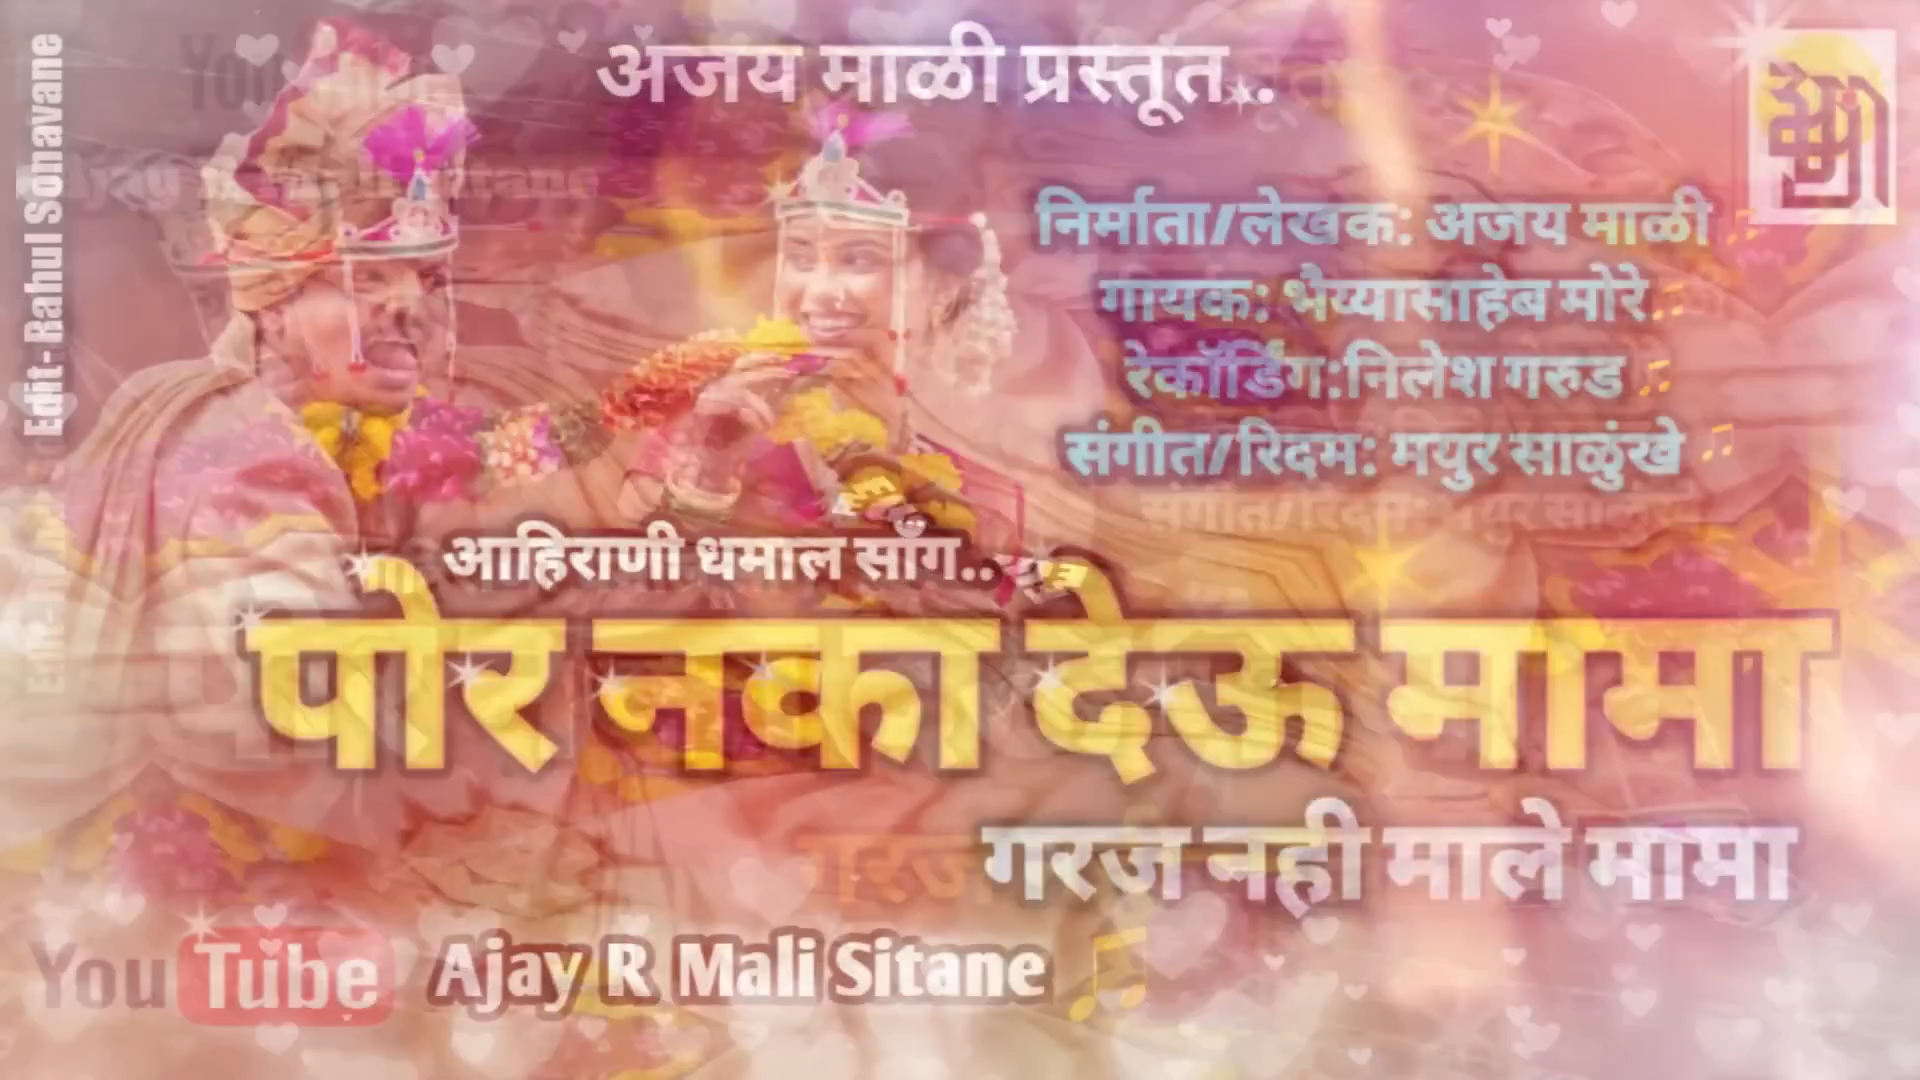 अजय माळी प्रस्तूत..
Edit-Rahul Sonavane
निर्माता/लेखक: अजय माळी
गायक: भैय्यासाहेब मोरे
रेकॉर्डिंग:निलेश गरुड
संगीत/रिदम: मयुर साळुंखे
आहिराणी धमाल सॉंग..
पोर नका देऊ मामा
गरज नही माले मामा
YouTube Ajay R Mali Sitane